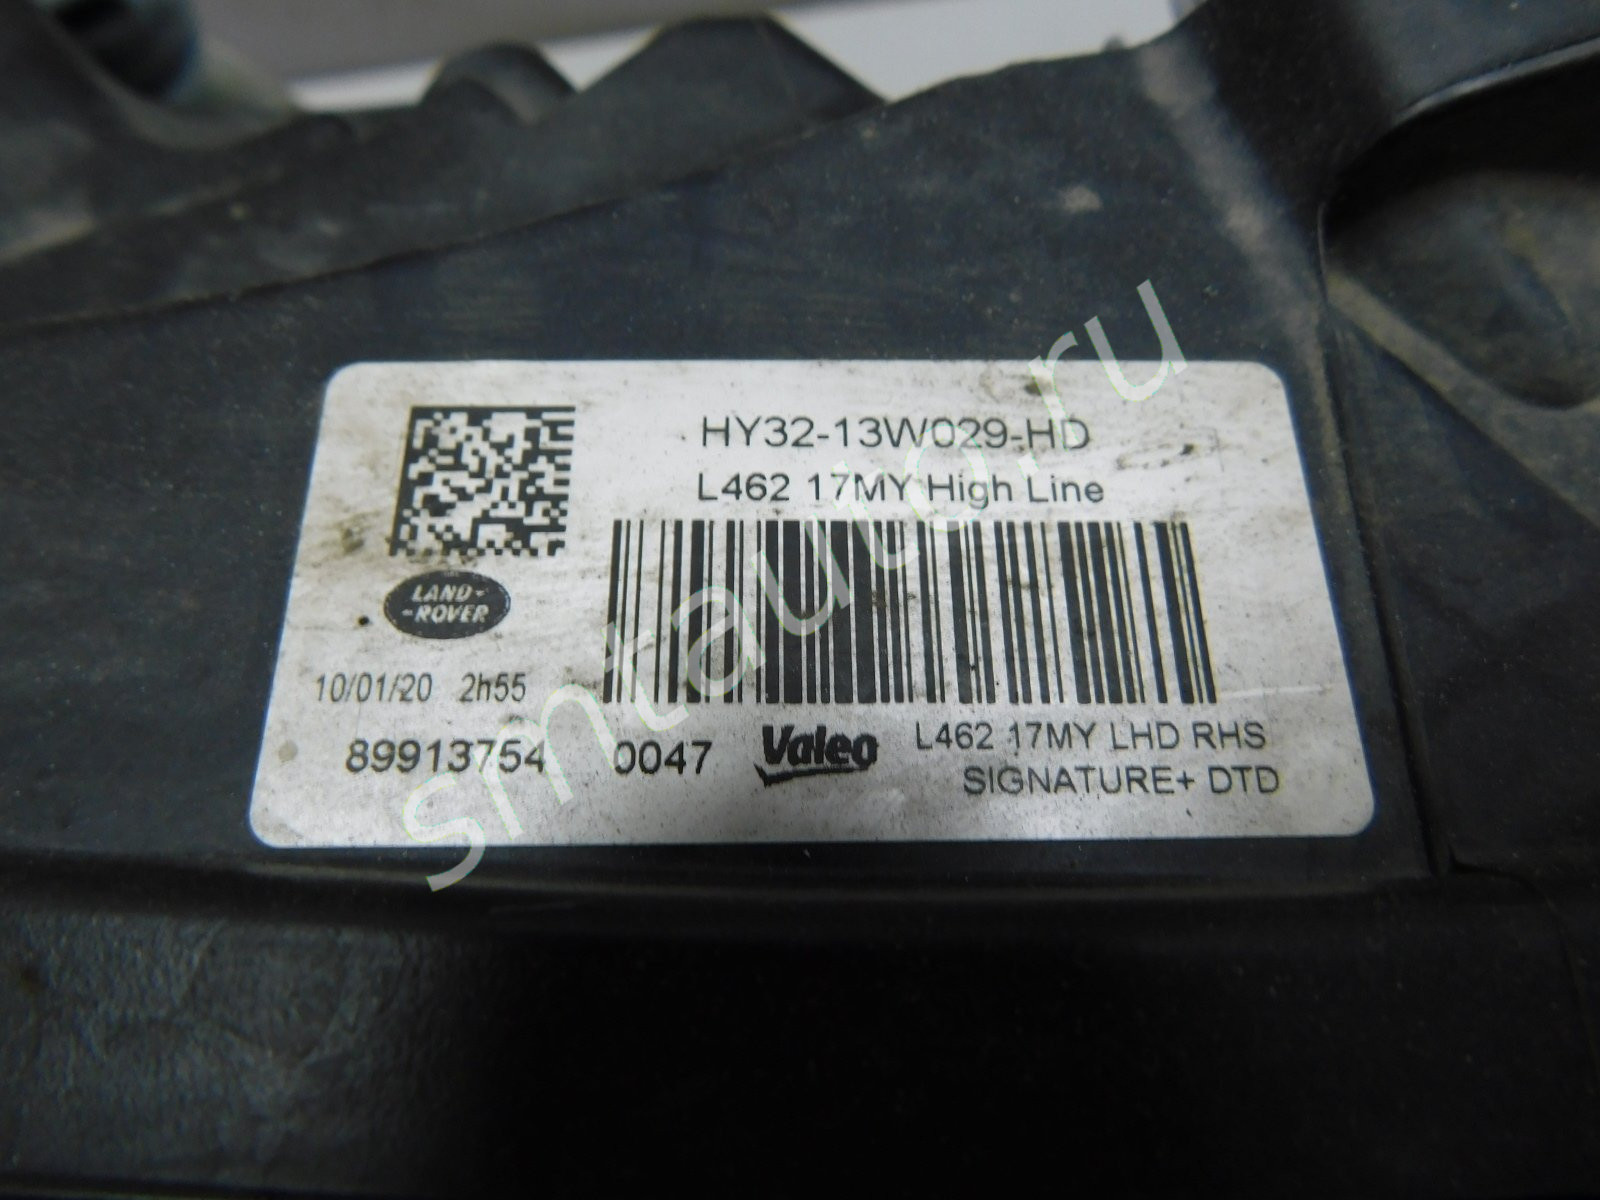 HY32-13W029-HD
L462 17MY High Line
LAND-
-ROVER
10/01/20 2h55
89913754 0047 Valeo L462 17MY LHD RHS
SIGNATURE+ DTD
smtauto.ru